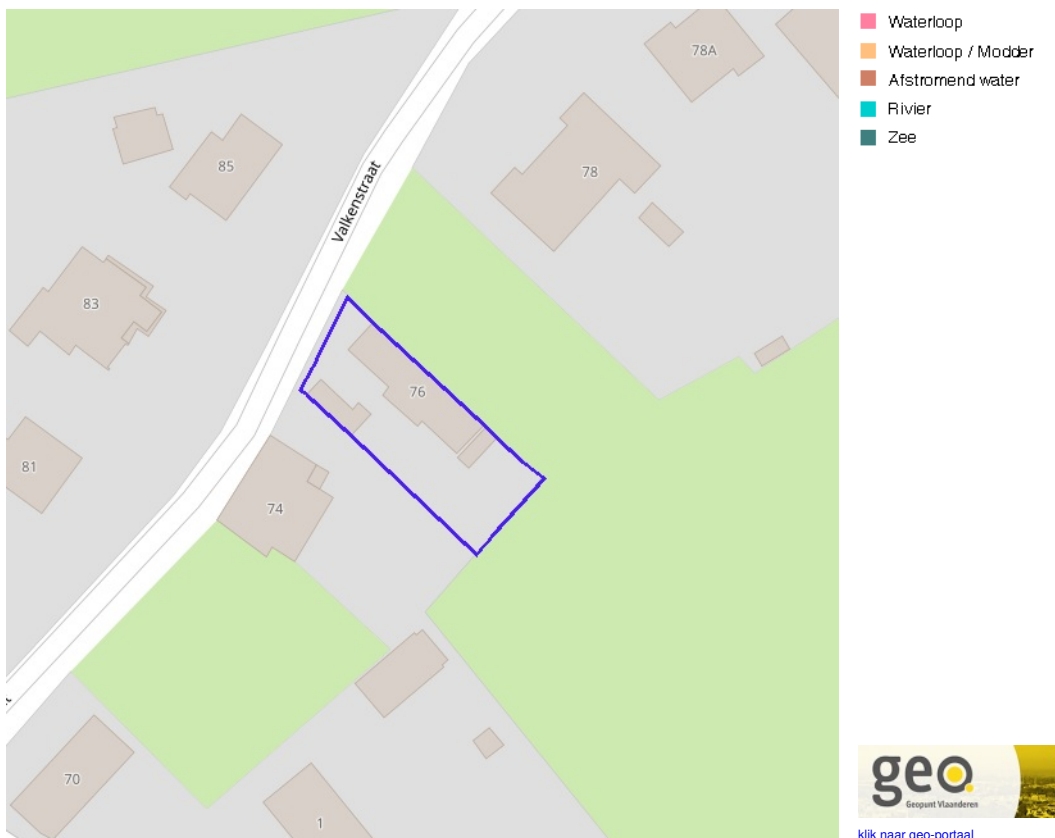 78A
85
78
Valkenstraat
83
76
81
74
70
1
Waterloop
Waterloop / Modder
Afstromend water
Rivier
Zee
geo
Geopunt Vlaanderen
klik naar geo-portaal